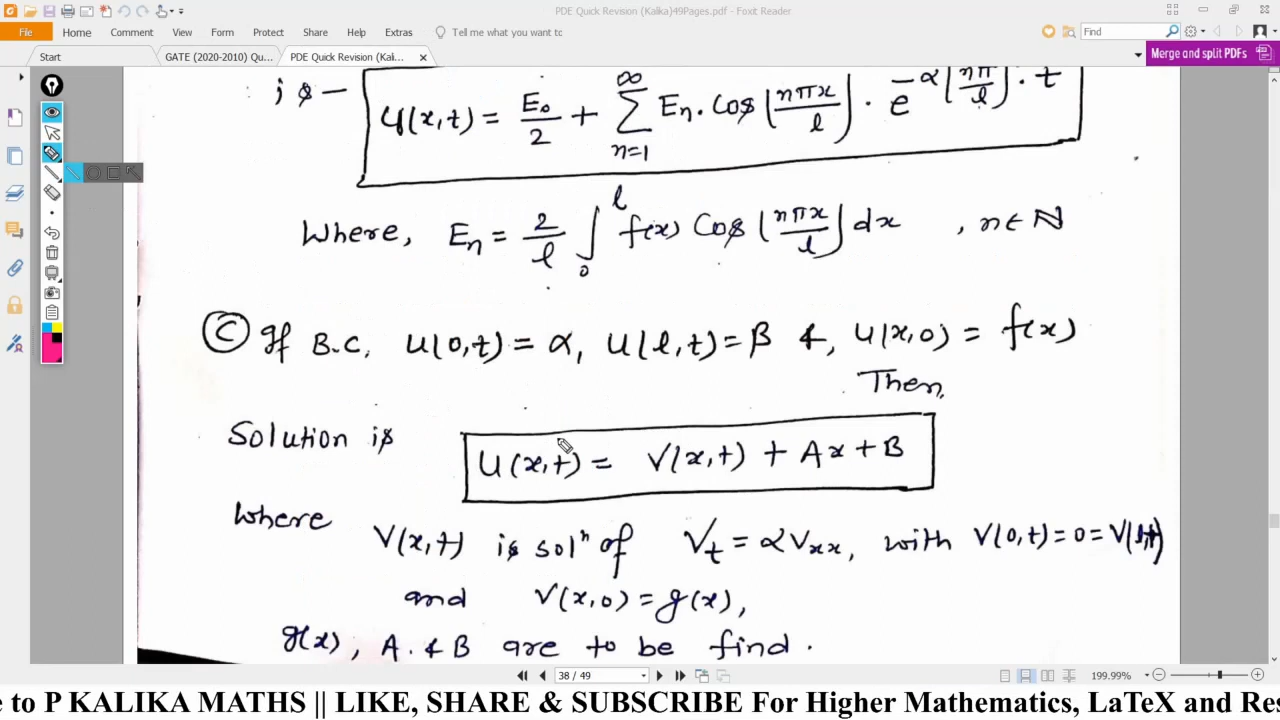 PDE Quick Revision (Kalka)49Pages.pdf - Foxit Reader
File Home Comment View Form Protect Share Help Extras Tell me what you want to Find
Start GATE (2020-2010) Qu... PDE Quick Revision (Kal... Merge and split PDFs
: is – U(x,t) = E₀/2 + ∑_{n=1}^{∞} En. Cos(nπx/l) . e^{-α(nπ/l).t}
Where, En = 2/l ∫₀^l f(x) Cos(nπx/l) dx , n ∈ ℕ
Ⓒ If B.C. U(0,t) = α, U(l,t) = β &, U(x,0) = f(x)
Then,
Solution is U(x,t) = V(x,t) + Ax + B
Where
V(x,t) is solⁿ of Vt = αVxx, with V(0,t) = 0 = V(l,t)
and V(x,0) = g(x),
g(x), A. & B are to be find .
38 / 49 199.99%
e to P KALIKA MATHS || LIKE, SHARE & SUBSCRIBE For Higher Mathematics, LaTeX and Res